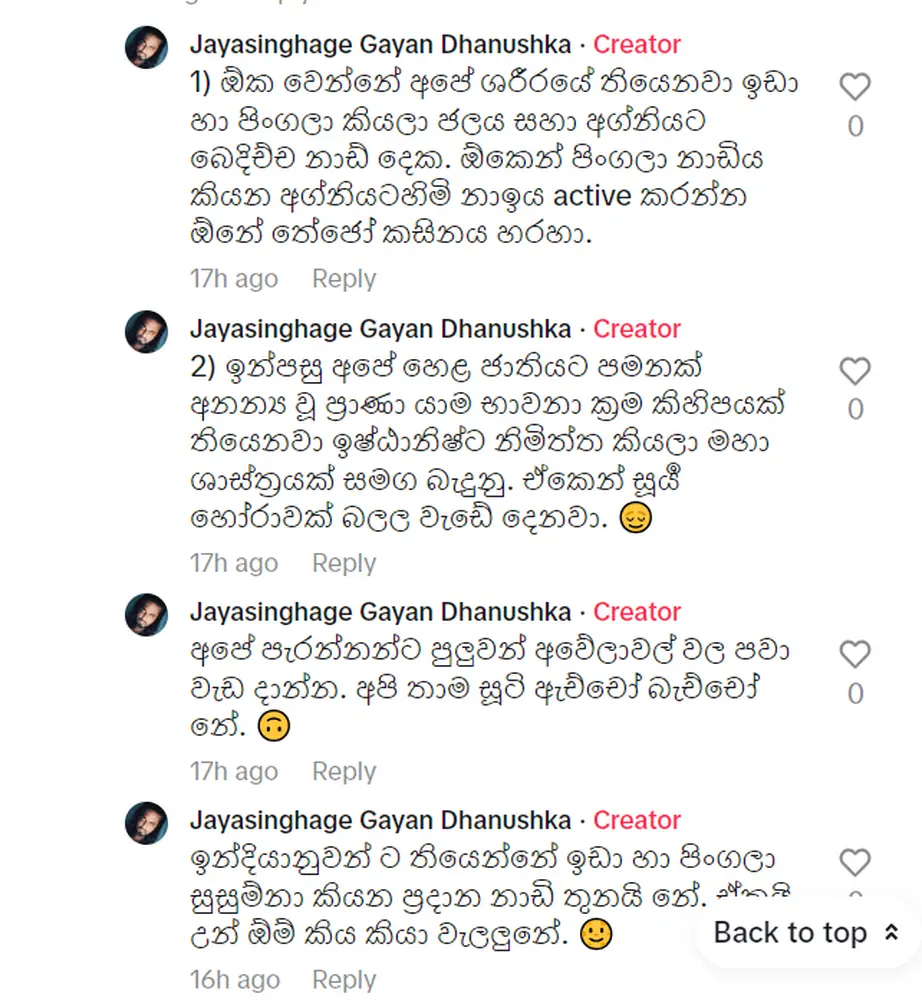 Jayasinghage Gayan Dhanushka · Creator
1) ඕක වෙන්නේ අපේ ශරීරයේ තියෙනවා ඉඩා
හා පිංගලා කියලා ජලය සහා අග්නියට
බෙදිච්ච නාඩි දෙක. ඕකෙන් පිංගලා නාඩිය
කියන අග්නියටහිමි නාඉය active කරන්න
ඕනේ තේජෝ කසිනය හරහා.
0
17h ago Reply
Jayasinghage Gayan Dhanushka · Creator
2) ඉන්පසු අපේ හෙළ ජාතියට පමනක්
අනන්‍ය වූ ප්‍රාණා යාම භාවනා ක්‍රම කිහිපයක්
තියෙනවා ඉෂ්ඨානිෂ්ට නිමිත්ත කියලා මහා
ශාස්ත්‍රයක් සමග බැදුනු. ඒකෙන් සූර්‍ය
හෝරාවක් බලල වැඩේ දෙනවා. 😌
0
17h ago Reply
Jayasinghage Gayan Dhanushka · Creator
අපේ පැරන්නන්ට පුලුවන් අවේලාවල් වල පවා
වැඩ දාන්න. අපි තාම සූටි ඇච්චෝ බැච්චෝ
නේ. 🙃
0
17h ago Reply
Jayasinghage Gayan Dhanushka · Creator
ඉන්දියානුවන් ට තියෙන්නේ ඉඩා හා පිංගලා
සුසුම්නා කියන ප්‍රදාන නාඩි තුනයි නේ.
උන් ඕම් කිය කියා වැලලුනේ. 🙂
16h ago Reply
Back to top